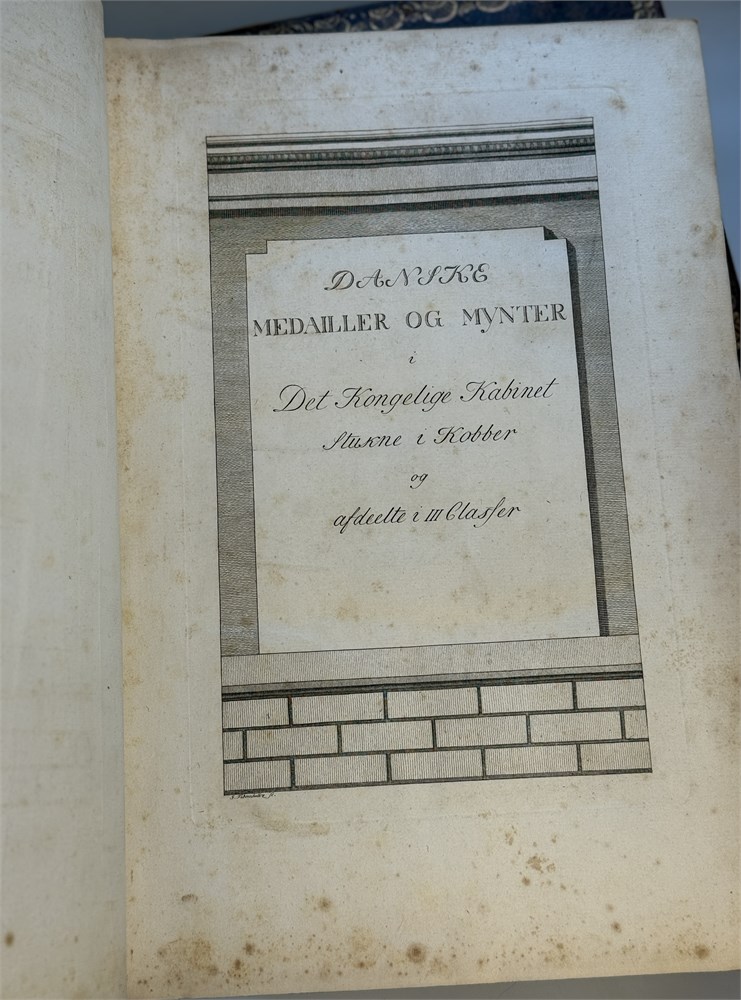 DANSKE
MEDAILLER OG MYNTER
i
Det Kongelige Kabinet
Stukne i Kobber
og
afdeelte i III Classer